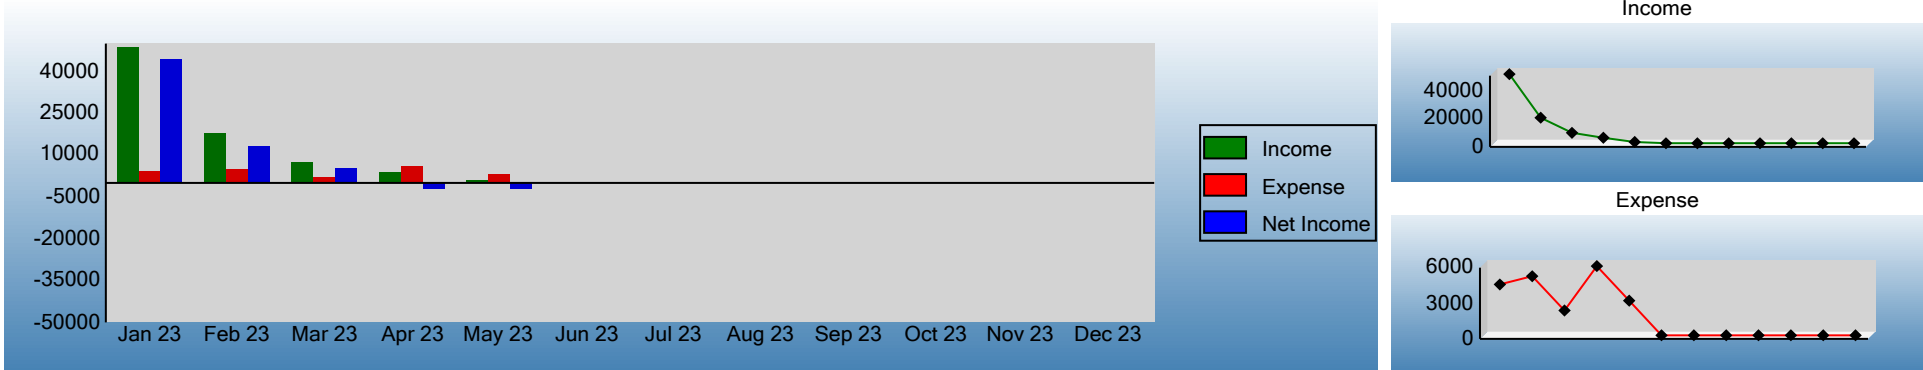 40000
25000
10000
-5000
-20000
-35000
-50000
Jan 23 Feb 23 Mar 23 Apr 23 May 23 Jun 23 Jul 23 Aug 23 Sep 23 Oct 23 Nov 23 Dec 23
Income
Expense
Net Income
Income
40000
20000
0
Expense
6000
3000
0